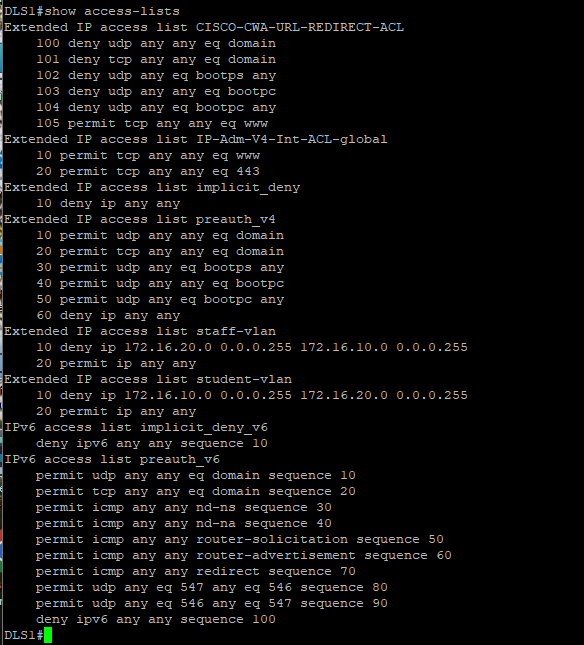 DLS1#show access-lists
Extended IP access list CISCO-CWA-URL-REDIRECT-ACL
    100 deny udp any any eq domain
    101 deny tcp any any eq domain
    102 deny udp any eq bootps any
    103 deny udp any any eq bootpc
    104 deny udp any eq bootpc any
    105 permit tcp any any eq www
Extended IP access list IP-Adm-V4-Int-ACL-global
    10 permit tcp any any eq www
    20 permit tcp any any eq 443
Extended IP access list implicit_deny
    10 deny ip any any
Extended IP access list preauth_v4
    10 permit udp any any eq domain
    20 permit tcp any any eq domain
    30 permit udp any eq bootps any
    40 permit udp any any eq bootpc
    50 permit udp any eq bootpc any
    60 deny ip any any
Extended IP access list staff-vlan
    10 deny ip 172.16.20.0 0.0.0.255 172.16.10.0 0.0.0.255
    20 permit ip any any
Extended IP access list student-vlan
    10 deny ip 172.16.10.0 0.0.0.255 172.16.20.0 0.0.0.255
    20 permit ip any any
IPv6 access list implicit_deny_v6
    deny ipv6 any any sequence 10
IPv6 access list preauth_v6
    permit udp any any eq domain sequence 10
    permit tcp any any eq domain sequence 20
    permit icmp any any nd-ns sequence 30
    permit icmp any any nd-na sequence 40
    permit icmp any any router-solicitation sequence 50
    permit icmp any any router-advertisement sequence 60
    permit icmp any any redirect sequence 70
    permit udp any eq 547 any eq 546 sequence 80
    permit udp any eq 546 any eq 547 sequence 90
    deny ipv6 any any sequence 100
DLS1#